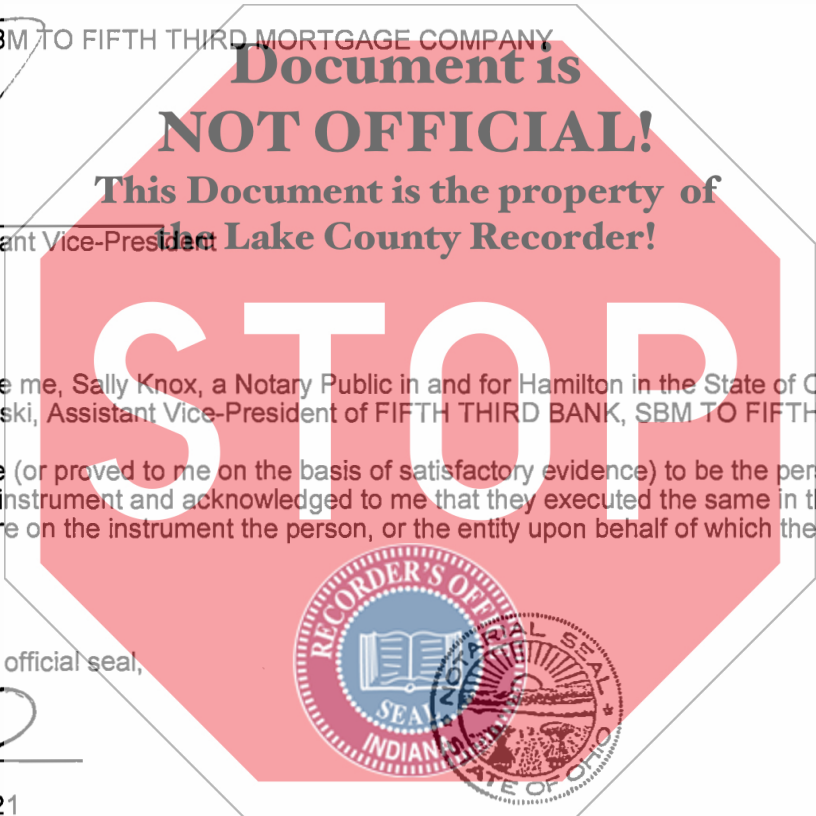 BM TO FIFTH THIRD MORTGAGE COMPANY
Document is
NOT OFFICIAL!
This Document is the property of
the Lake County Recorder!
ant Vice-President
STOP
e me, Sally Knox, a Notary Public in and for Hamilton in the State of O
ski, Assistant Vice-President of FIFTH THIRD BANK, SBM TO FIFTH
e (or proved to me on the basis of satisfactory evidence) to be the pers
instrument and acknowledged to me that they executed the same in th
re on the instrument the person, or the entity upon behalf of which the
RECORDER'S OFFICE
SEAL
INDIANA
NOTARIAL SEAL
STATE OF OHIO
official seal,
21